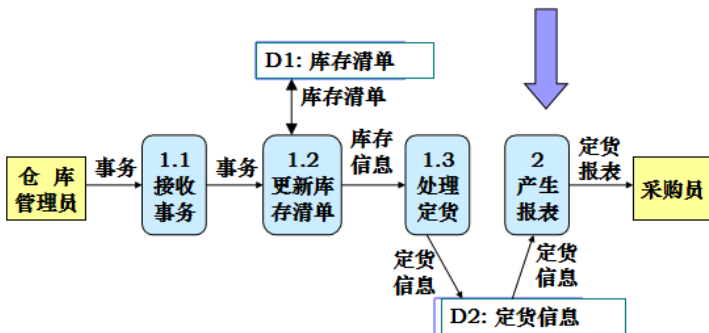 D1: 库存清单
库存清单
仓 库
管理员
事务
1.1
接收
事务
事务
1.2
更新库
存清单
库存
信息
1.3
处理
定货
2
产生
报表
定货
报表
采购员
定货
信息
定货
信息
D2: 定货信息